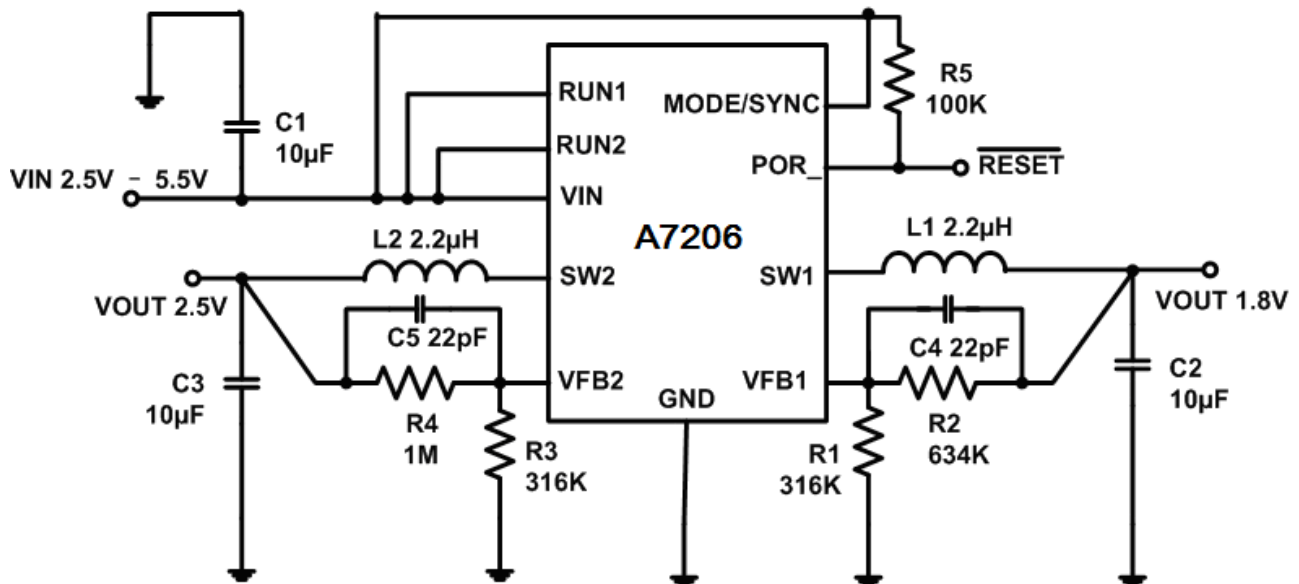 RUN1
RUN2
VIN
SW2
VFB2
GND
MODE/SYNC
POR_
SW1
VFB1
A7206
C1
10µF
VIN 2.5V - 5.5V
L2 2.2µH
VOUT 2.5V
C5 22pF
C3
10µF
R4
1M
R3
316K
R5
100K
RESET
L1 2.2µH
VOUT 1.8V
C4 22pF
R2
634K
R1
316K
C2
10µF